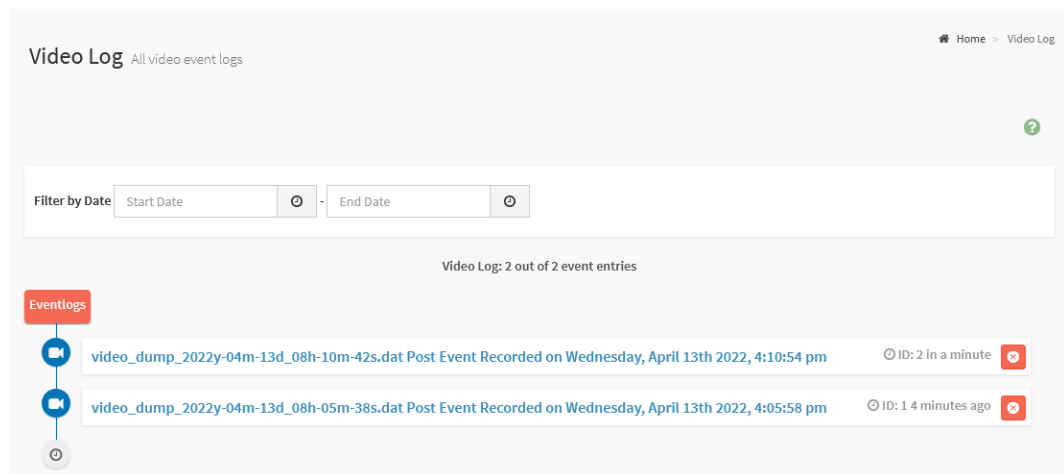 Home > Video Log
Video Log All video event logs
Filter by Date Start Date - End Date
Video Log: 2 out of 2 event entries
Eventlogs
video_dump_2022y-04m-13d_08h-10m-42s.dat Post Event Recorded on Wednesday, April 13th 2022, 4:10:54 pm ID: 2 in a minute
video_dump_2022y-04m-13d_08h-05m-38s.dat Post Event Recorded on Wednesday, April 13th 2022, 4:05:58 pm ID: 1 4 minutes ago